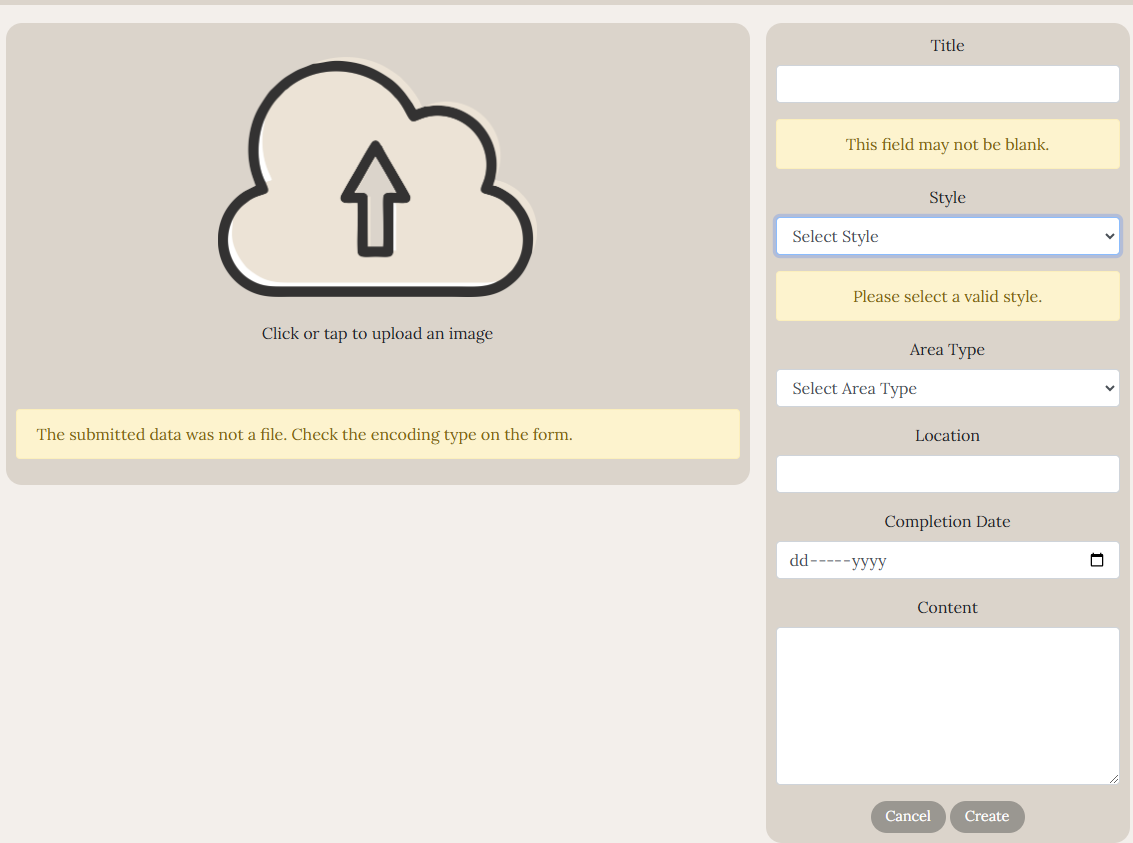 Click or tap to upload an image
The submitted data was not a file. Check the encoding type on the form.
Title
This field may not be blank.
Style
Select Style
Please select a valid style.
Area Type
Select Area Type
Location
Completion Date
dd-----yyyy
Content
Cancel Create